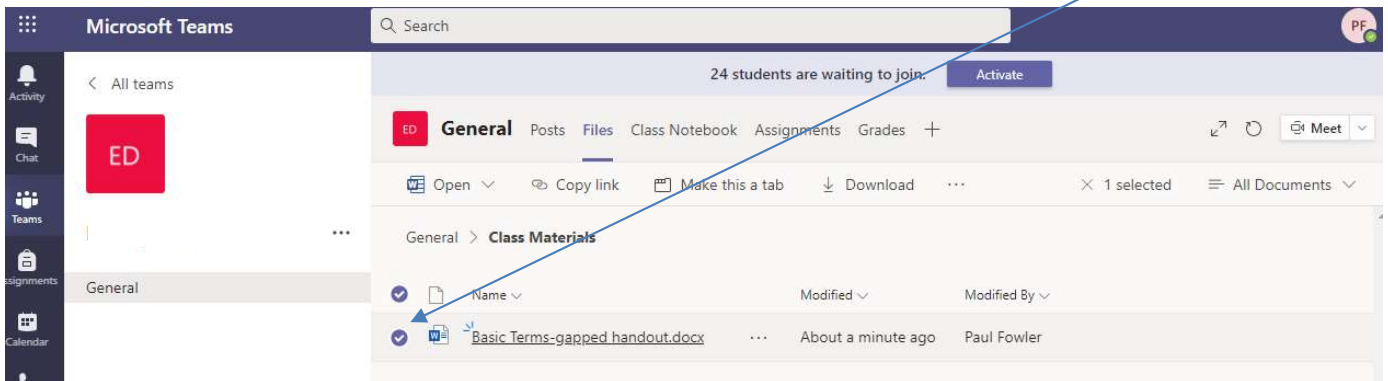 Microsoft Teams
Search
PF
Activity
Chat
Teams
ssignments
Calendar
All teams
ED
...
General
24 students are waiting to join. Activate
ED General Posts Files Class Notebook Assignments Grades +
Meet
Open Copy link Make this a tab Download ... × 1 selected All Documents
General > Class Materials
Name Modified Modified By
Basic Terms-gapped handout.docx ... About a minute ago Paul Fowler